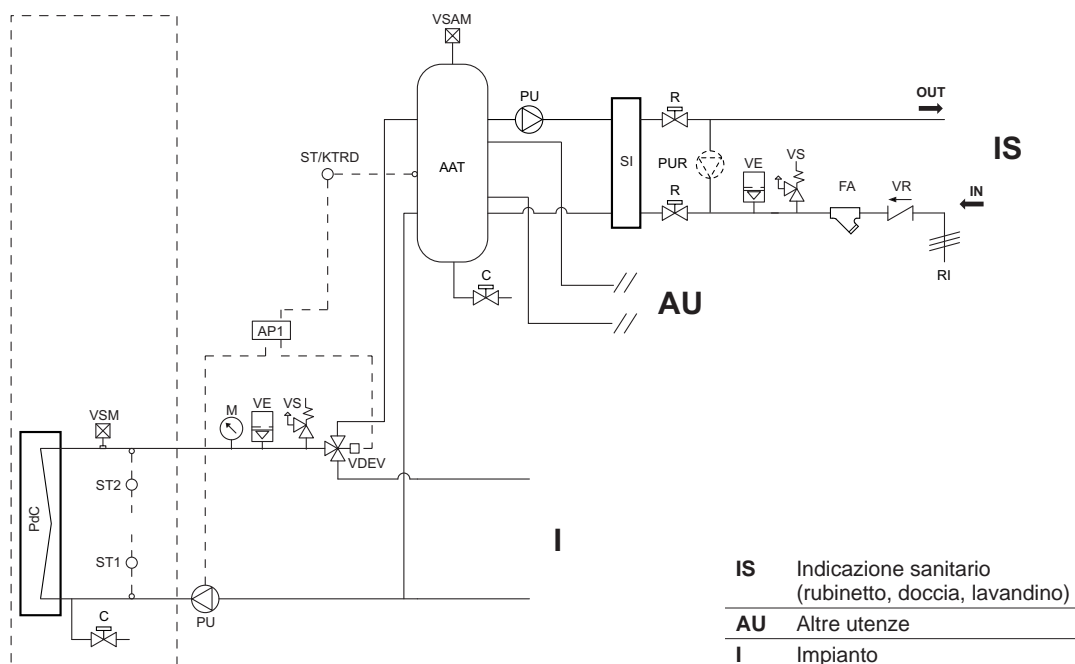 VSAM
PU
R
OUT
IS
ST/KTRD
AAT
SI
PUR
VE
VS
FA
VR
R
IN
RI
C
AU
AP1
VSM
M
VE
VS
VDEV
ST2
PdC
I
ST1
C
PU
IS Indicazione sanitario
(rubinetto, doccia, lavandino)
AU Altre utenze
I Impianto